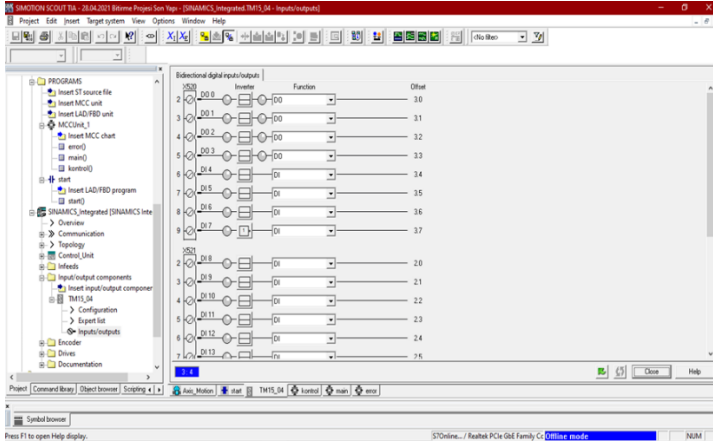 SIMOTION SCOUT TIA - 28.04.2021 Bitirme Projesi Son Yapı - [SINAMICS_Integrated.TM15_04 - Inputs/outputs]
Project Edit Insert Target system View Options Window Help
(No filter)
PROGRAMS
Insert ST source file
Insert MCC unit
Insert LAD/FBD unit
MCCUnit_1
Insert MCC chart
error()
main()
kontrol()
start
Insert LAD/FBD program
start()
SINAMICS_Integrated [SINAMICS Inte
Overview
Communication
Topology
Control_Unit
Infeeds
Input/output components
Insert input/output componer
TM15_04
Configuration
Expert list
Inputs/outputs
Encoder
Drives
Documentation
Project Command library Object browser Scripting
Bidirectional digital inputs/outputs
X520 Inverter Function Offset
2 DO 0 DO 3.0
3 DO 1 DO 3.1
4 DO 2 DO 3.2
5 DO 3 DO 3.3
6 DI 4 DI 3.4
7 DI 5 DI 3.5
8 DI 6 DI 3.6
9 DI 7 1 DI 3.7
X521
2 DI 8 DI 2.0
3 DI 9 DI 2.1
4 DI 10 DI 2.2
5 DI 11 DI 2.3
6 DI 12 DI 2.4
7 DI 13 DI 2.5
3:4 Close Help
Axis_Motion start TM15_04 kontrol main error
Symbol browser
Press F1 to open Help display. S7Online... / Realtek PCIe GbE Family Cc Offline mode NUM